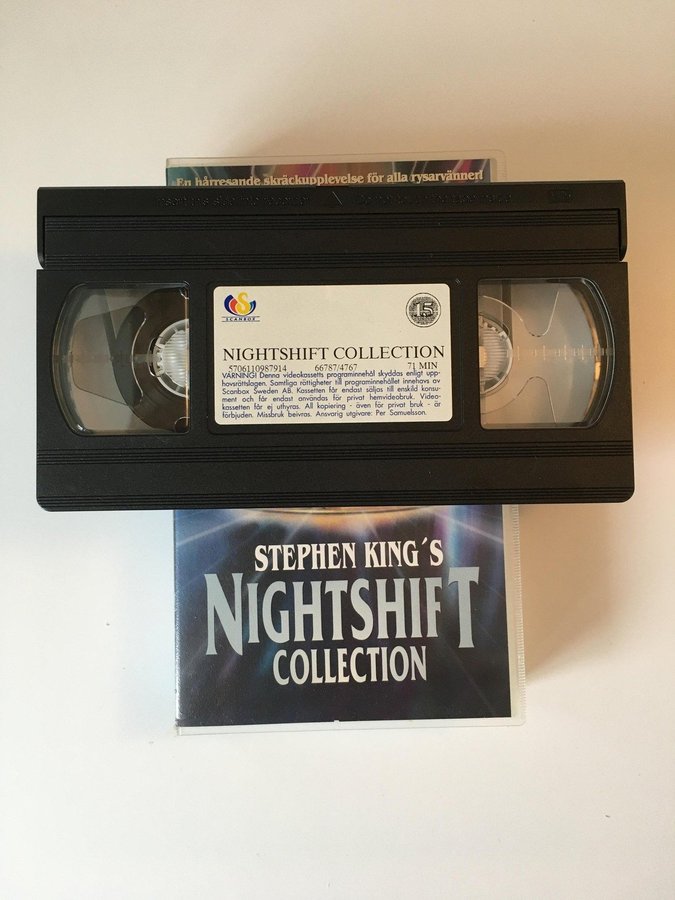 En hårresande skräckupplevelse för alla rysarvänner!
SCANBOX
15
NIGHTSHIFT COLLECTION
5706110987914 66787/4767 71 MIN
VARNING! Denna videokassetts programinnehål skyddas enligt upp-
hovsrättslagen. Samtliga rättigheter till programinnehållet innehavs av
Scanbox Sweden AB. Kassetten får endast säljas till enskild konsu-
ment och får endast användas för privat hemvideobruk. Video-
kassetten får ej uthyras. All kopiering - även för privat bruk - är
förbjuden. Missbruk beivras. Ansvarig utgivare: Per Samuelsson.
STEPHEN KING´S
NIGHTSHIFT
COLLECTION